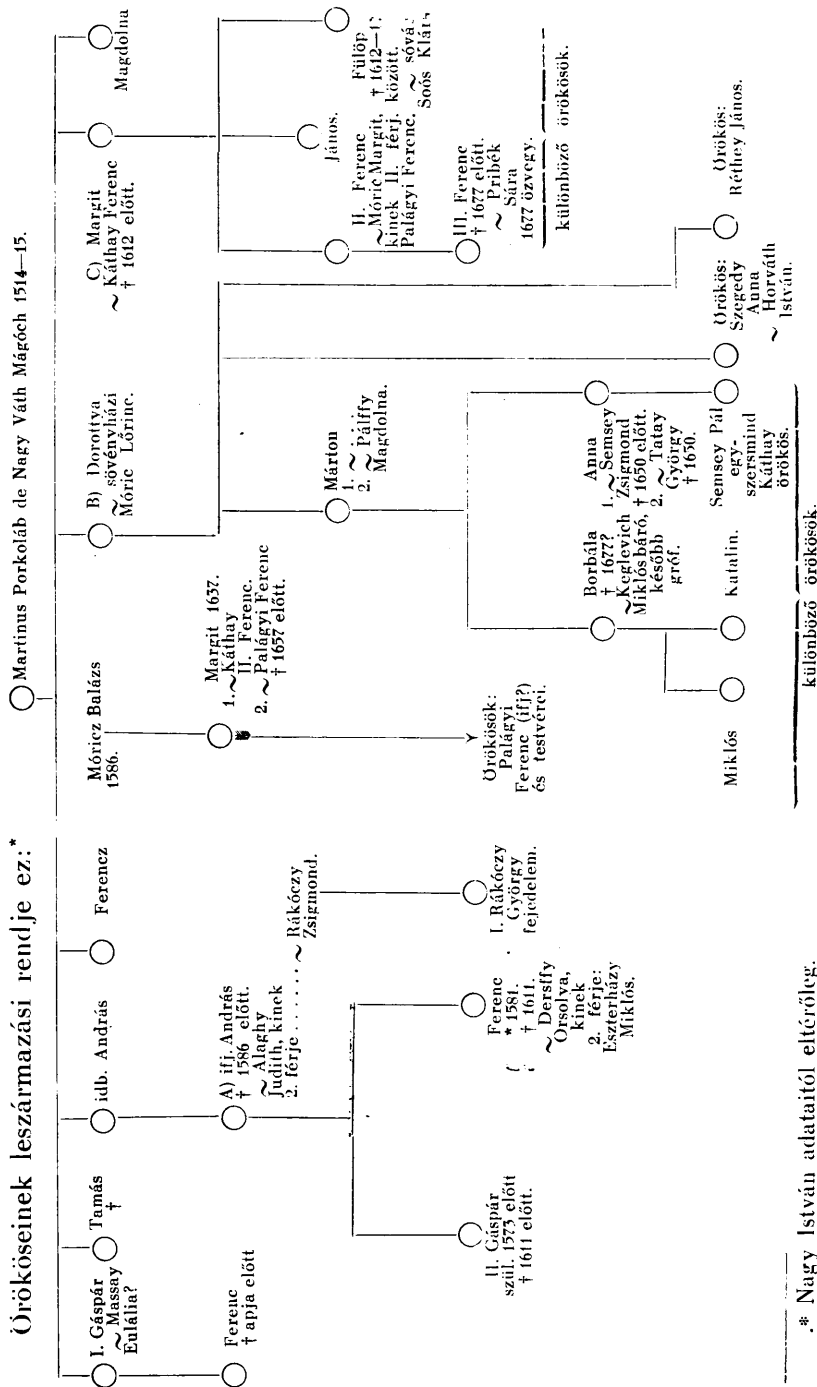 Örököseinek leszármazási rendje ez:*
Martinus Porkoláb de Nagy Váth Mágóch 1514—15.
I. Gáspár
~ Massay
Eulália?
Tamás
†
idb. András
Ferencz
Móricz Balázs
1586.
B) Dorottya
~ sövényházi
Móric Lőrinc.
C) Margit
~ Káthay Ferenc
† 1612 előtt.
Magdolna
Ferenc
† apja előtt
A) ifj. András
† 1586 előtt.
~ Alaghy
Judith, kinek
2. férje . . . . . . ~ Rákóczy
Zsigmond.
Margit 1637.
1. ~ Káthay
II. Ferenc.
2. ~ Palágyi Ferenc
† 1657 előtt.
Márton
1. ~ . . . . .
2. ~ Pálffy
Magdolna.
II. Ferenc
~ Móric Margit,
kinek II. férj.
Palágyi Ferenc.
János.
Fülöp
† 1612—1
között.
~ sóvá
Soós Klár
II. Gáspár
szül. 1573 előtt
† 1611 előtt.
Ferenc
* 1581.
† 1611.
~ Dersffy
Orsolya,
kinek
2. férje:
Eszterházy
Miklós.
I. Rákóczy
György
fejedelem.
Örökösök:
Palágyi
Ferenc (ifj?)
és testvérei.
III. Ferenc
† 1677 előtt.
~ Pribék
Sára
1677 özvegy.
különböző örökösök.
Borbála
† 1677?
~ Keglevich
Miklós báró,
később
gróf.
Anna
1. ~ Semsey
Zsigmond
† 1650 előtt.
2. ~ Tatay
György
† 1650.
Miklós
Katalin.
Semsey Pál
egy-
szersmind
Káthay
örökös.
Örökös:
Szegedy
Anna
~ Horváth
István.
Örökös:
Réthey János.
különböző örökösök.
* Nagy István adataitól eltérőleg.